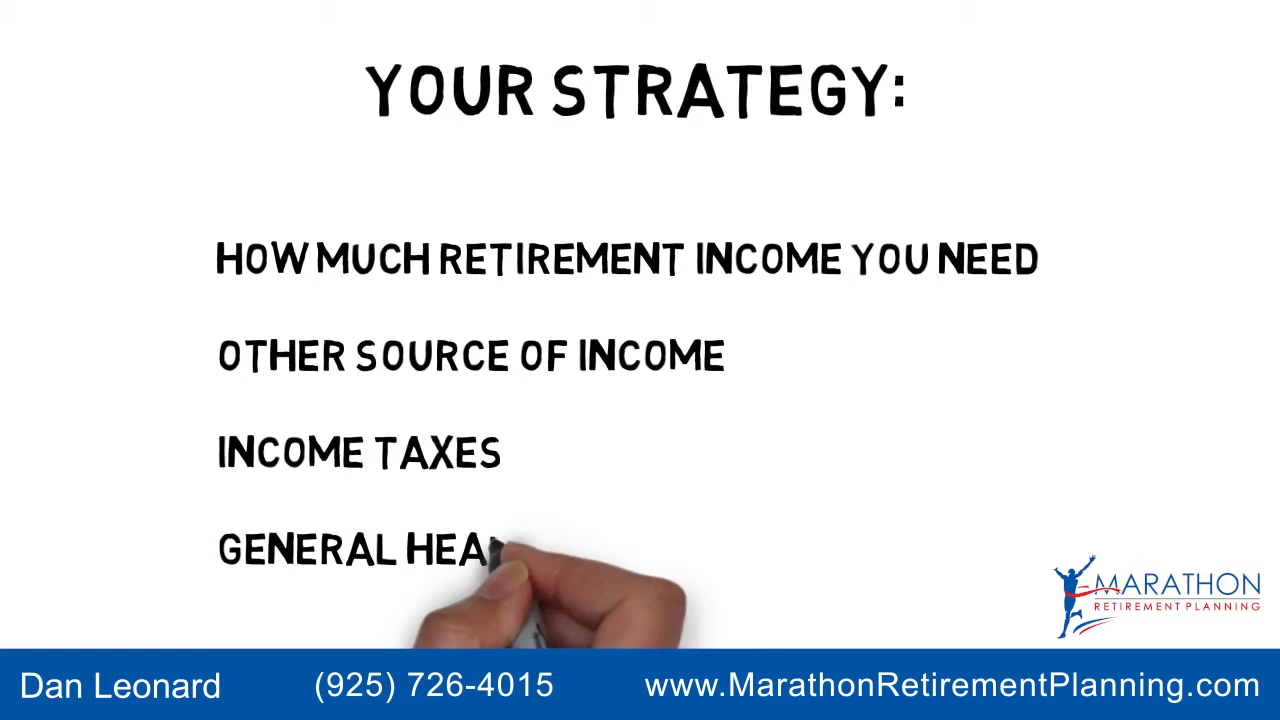 YOUR STRATEGY:
HOW MUCH RETIREMENT INCOME YOU NEED
OTHER SOURCE OF INCOME
INCOME TAXES
GENERAL HEA
MARATHON
RETIREMENT PLANNING
Dan Leonard (925) 726-4015 www.MarathonRetirementPlanning.com